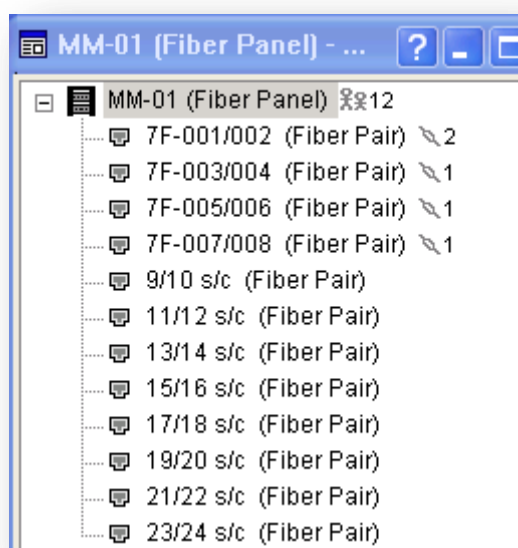 MM-01 (Fiber Panel) - ... ?
MM-01 (Fiber Panel) 12
7F-001/002 (Fiber Pair) 2
7F-003/004 (Fiber Pair) 1
7F-005/006 (Fiber Pair) 1
7F-007/008 (Fiber Pair) 1
9/10 s/c (Fiber Pair)
11/12 s/c (Fiber Pair)
13/14 s/c (Fiber Pair)
15/16 s/c (Fiber Pair)
17/18 s/c (Fiber Pair)
19/20 s/c (Fiber Pair)
21/22 s/c (Fiber Pair)
23/24 s/c (Fiber Pair)